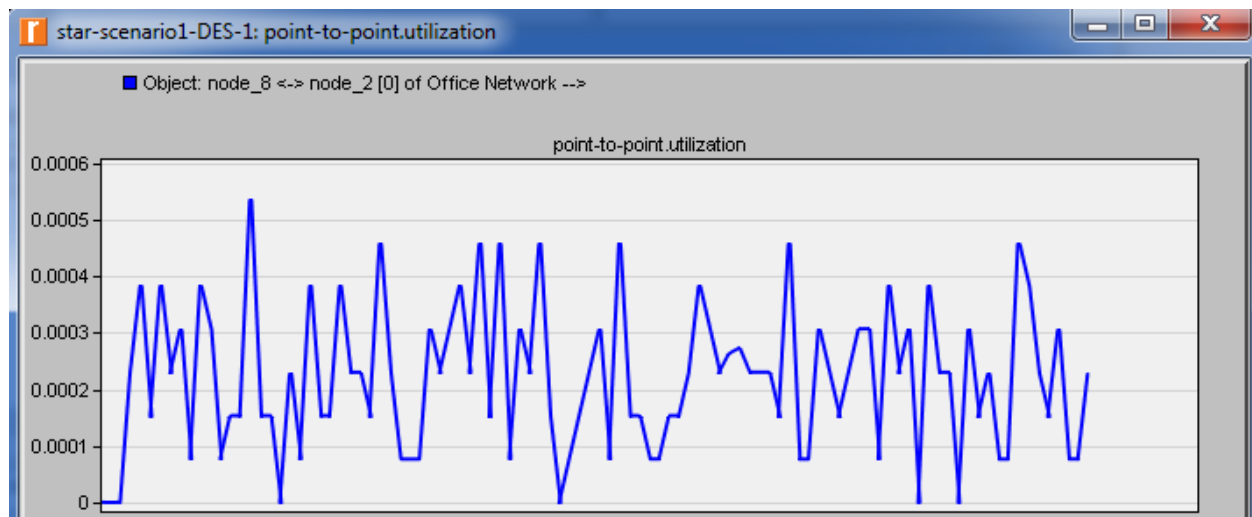 star-scenario1-DES-1: point-to-point.utilization
Object: node_8 <-> node_2 [0] of Office Network -->
point-to-point.utilization
0.0006
0.0005
0.0004
0.0003
0.0002
0.0001
0